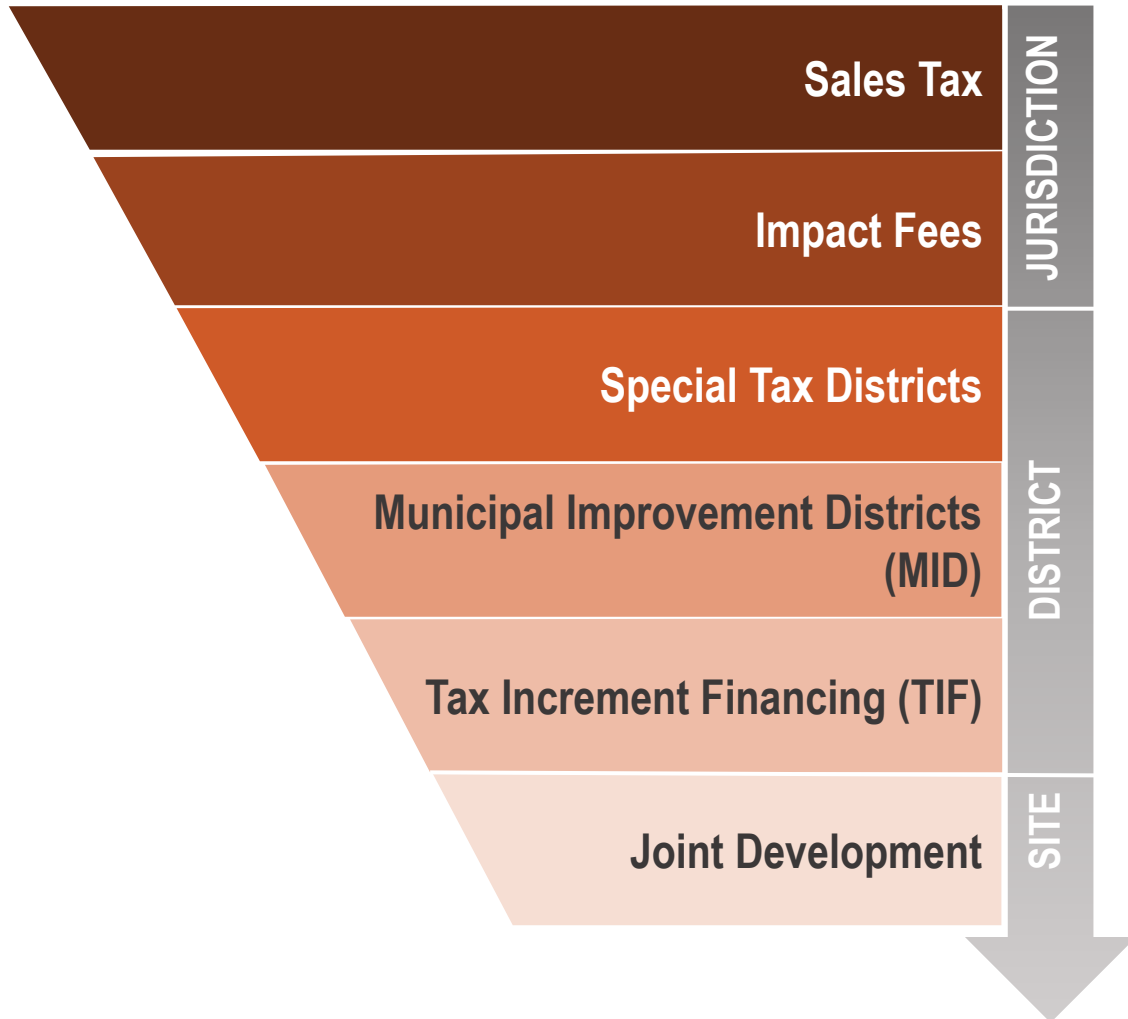 Sales Tax
Impact Fees
Special Tax Districts
Municipal Improvement Districts
(MID)
Tax Increment Financing (TIF)
Joint Development
JURISDICTION
DISTRICT
SITE